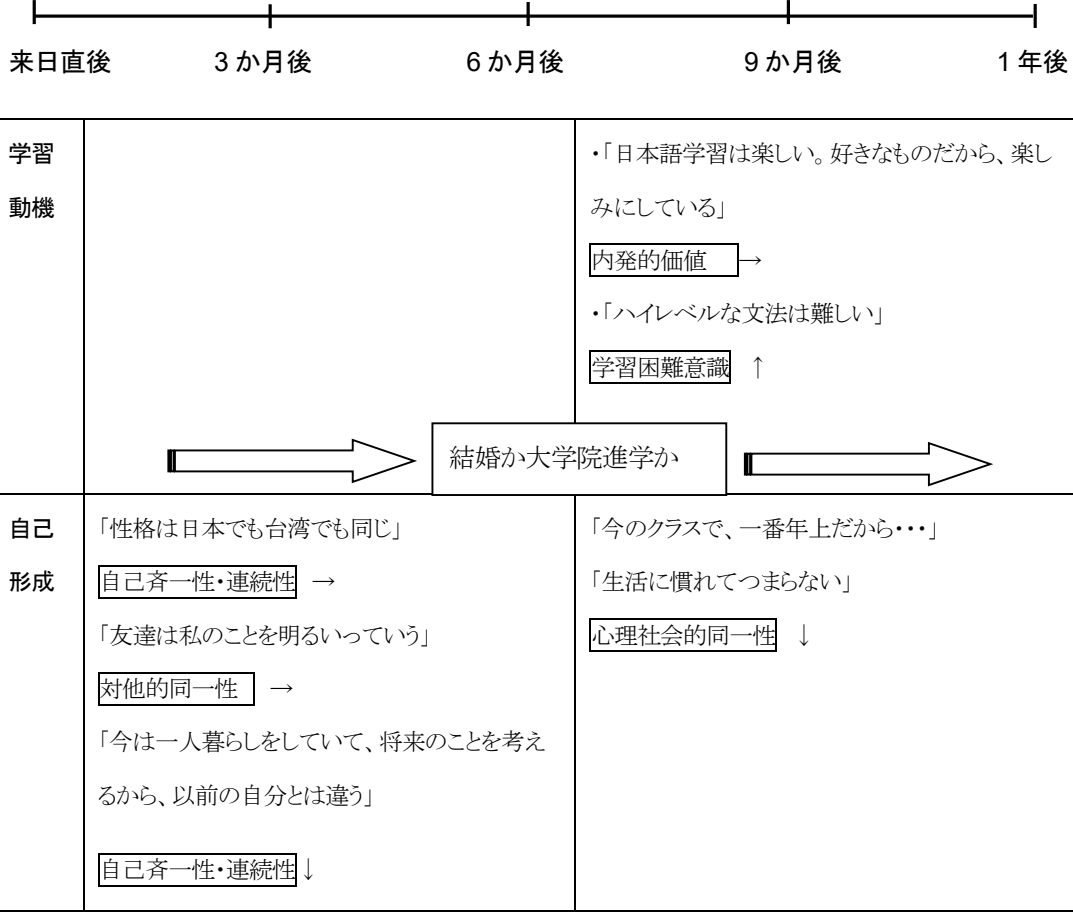 来日直後 3か月後 6か月後 9か月後 1年後
学習
動機
・「日本語学習は楽しい。好きなものだから、楽し
みにしている」
内発的価値 →
・「ハイレベルな文法は難しい」
学習困難意識 ↑
結婚か大学院進学か
自己
形成
「性格は日本でも台湾でも同じ」
自己斉一性・連続性 →
「友達は私のことを明るいっていう」
対他的同一性 →
「今は一人暮らしをしていて、将来のことを考え
るから、以前の自分とは違う」
自己斉一性・連続性↓
「今のクラスで、一番年上だから・・・」
「生活に慣れてつまらない」
心理社会的同一性 ↓